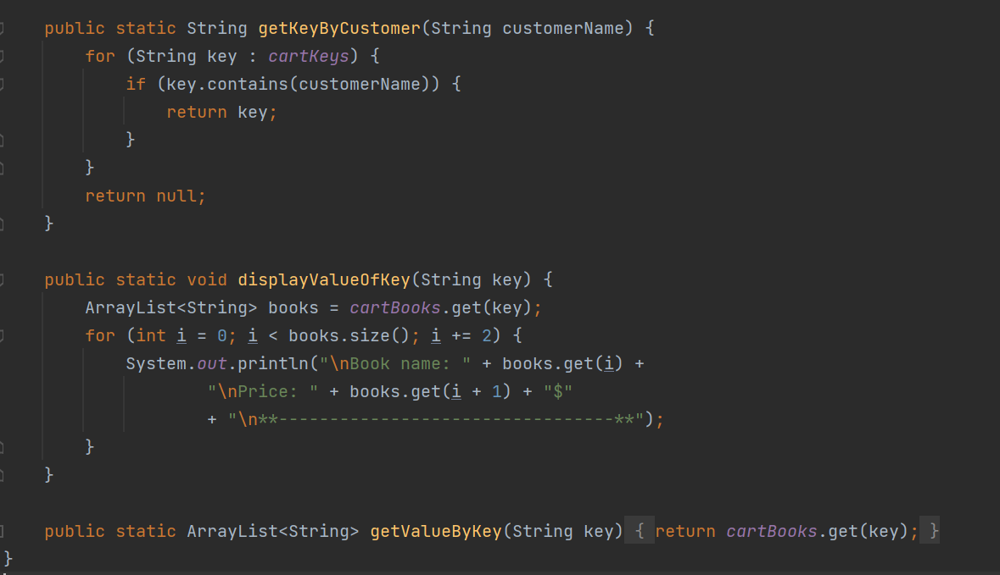 public static String getKeyByCustomer(String customerName) {
    for (String key : cartKeys) {
        if (key.contains(customerName)) {
            return key;
        }
    }
    return null;
}
public static void displayValueOfKey(String key) {
    ArrayList<String> books = cartBooks.get(key);
    for (int i = 0; i < books.size(); i += 2) {
        System.out.println("\nBook name: " + books.get(i) +
                "\nPrice: " + books.get(i + 1) + "$"
                + "\n**---------------------------------**");
    }
}
public static ArrayList<String> getValueByKey(String key) { return cartBooks.get(key); }
}